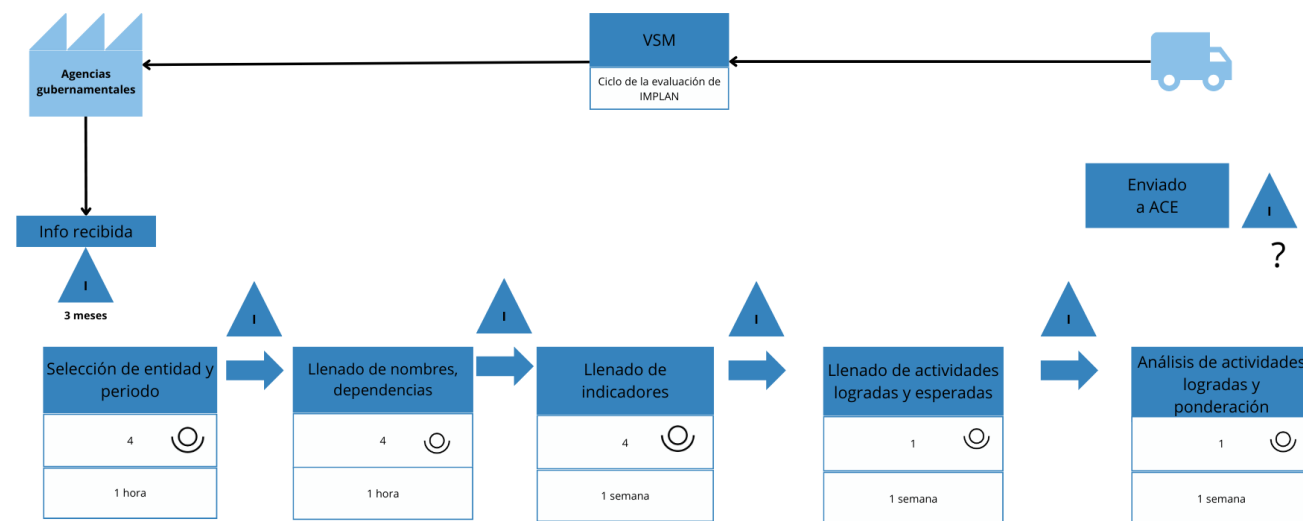 VSM
Ciclo de la evaluación de
IMPLAN
Agencias
gubernamentales
Info recibida
I
3 meses
Enviado
a ACE
I
?
I
I
I
I
Selección de entidad y
periodo
4
1 hora
Llenado de nombres,
dependencias
4
1 hora
Llenado de
indicadores
4
1 semana
Llenado de actividades
logradas y esperadas
1
1 semana
Análisis de actividades
logradas y
ponderación
1
1 semana